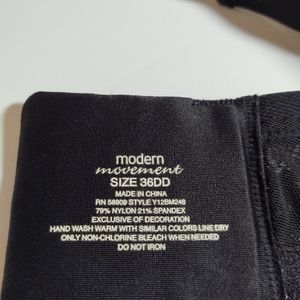 modern
movement
SIZE 36DD
MADE IN CHINA
RN 58909 STYLE Y12BM248
79% NYLON 21% SPANDEX
EXCLUSIVE OF DECORATION
HAND WASH WARM WITH SIMILAR COLORS LINE DRY
ONLY NON-CHLORINE BLEACH WHEN NEEDED
DO NOT IRON